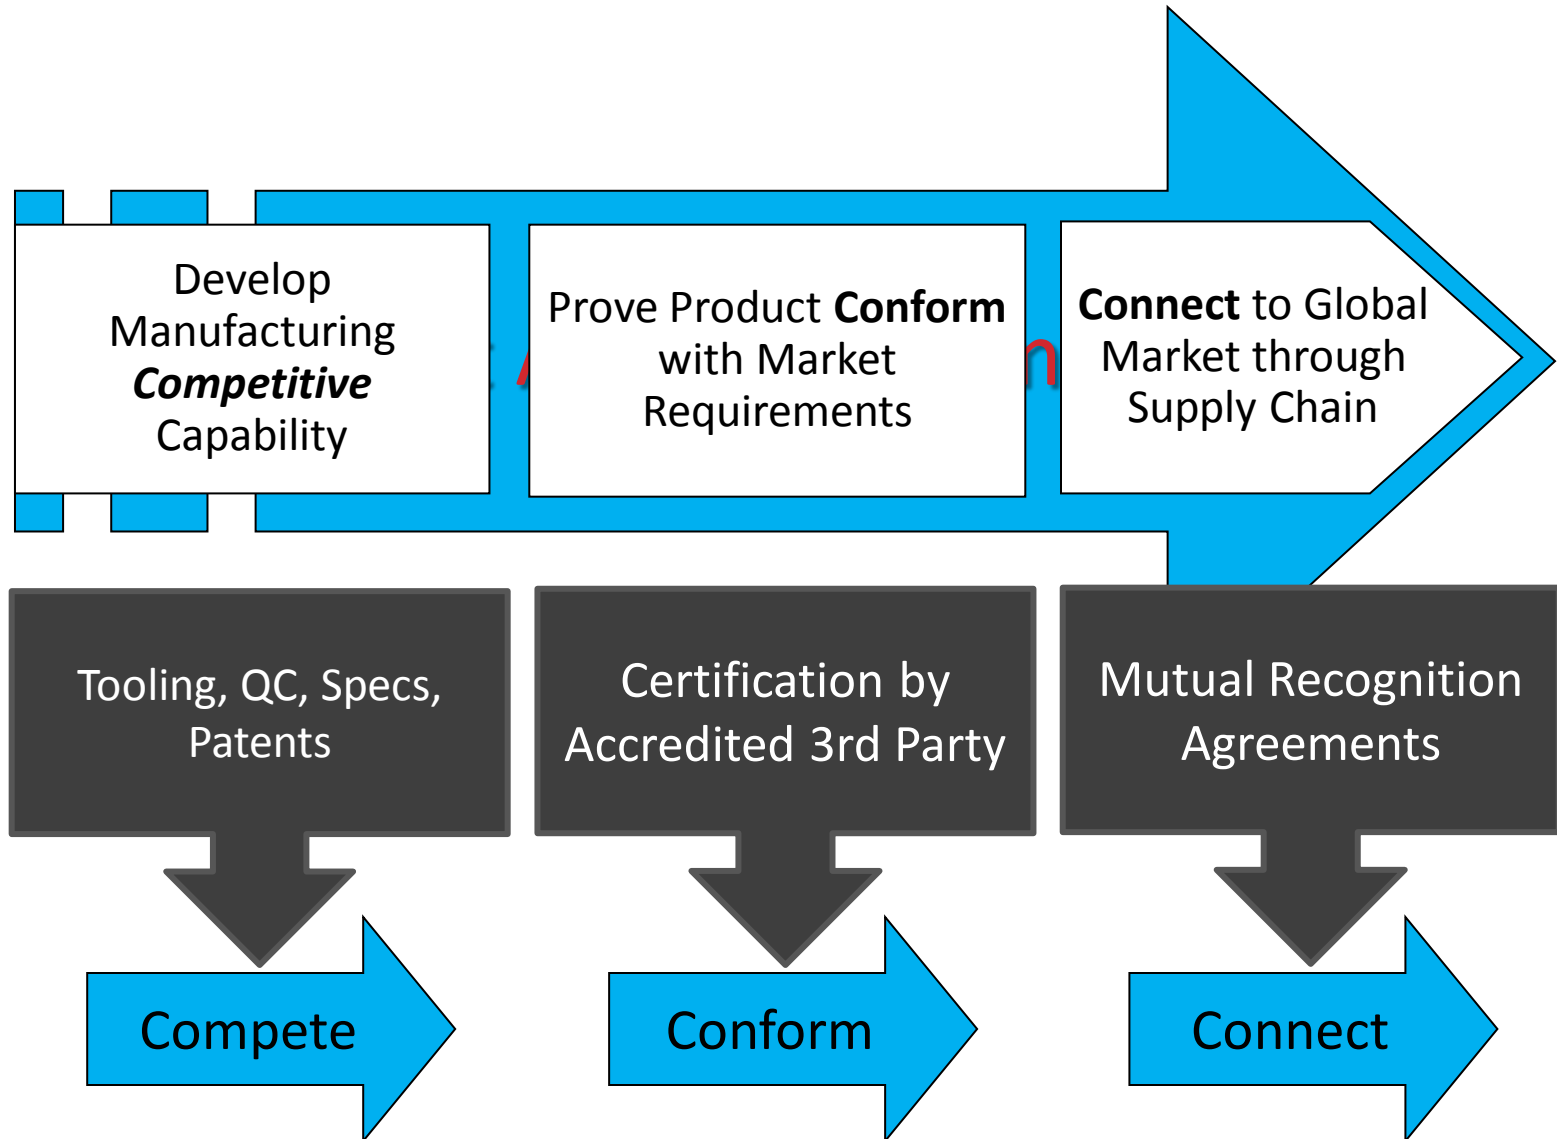 Develop
Manufacturing
Competitive
Capability
Prove Product Conform
with Market
Requirements
Connect to Global
Market through
Supply Chain
Tooling, QC, Specs,
Patents
Certification by
Accredited 3rd Party
Mutual Recognition
Agreements
Compete
Conform
Connect